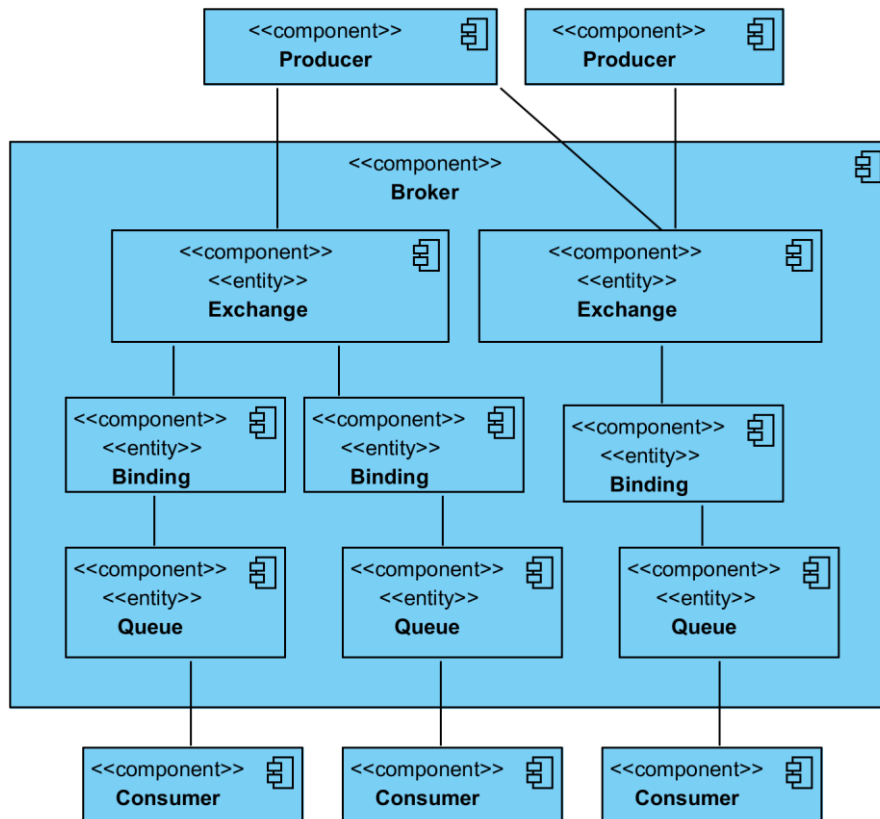 <<component>>
Producer
<<component>>
Producer
<<component>>
Broker
<<component>>
<<entity>>
Exchange
<<component>>
<<entity>>
Exchange
<<component>>
<<entity>>
Binding
<<component>>
<<entity>>
Binding
<<component>>
<<entity>>
Binding
<<component>>
<<entity>>
Queue
<<component>>
<<entity>>
Queue
<<component>>
<<entity>>
Queue
<<component>>
Consumer
<<component>>
Consumer
<<component>>
Consumer